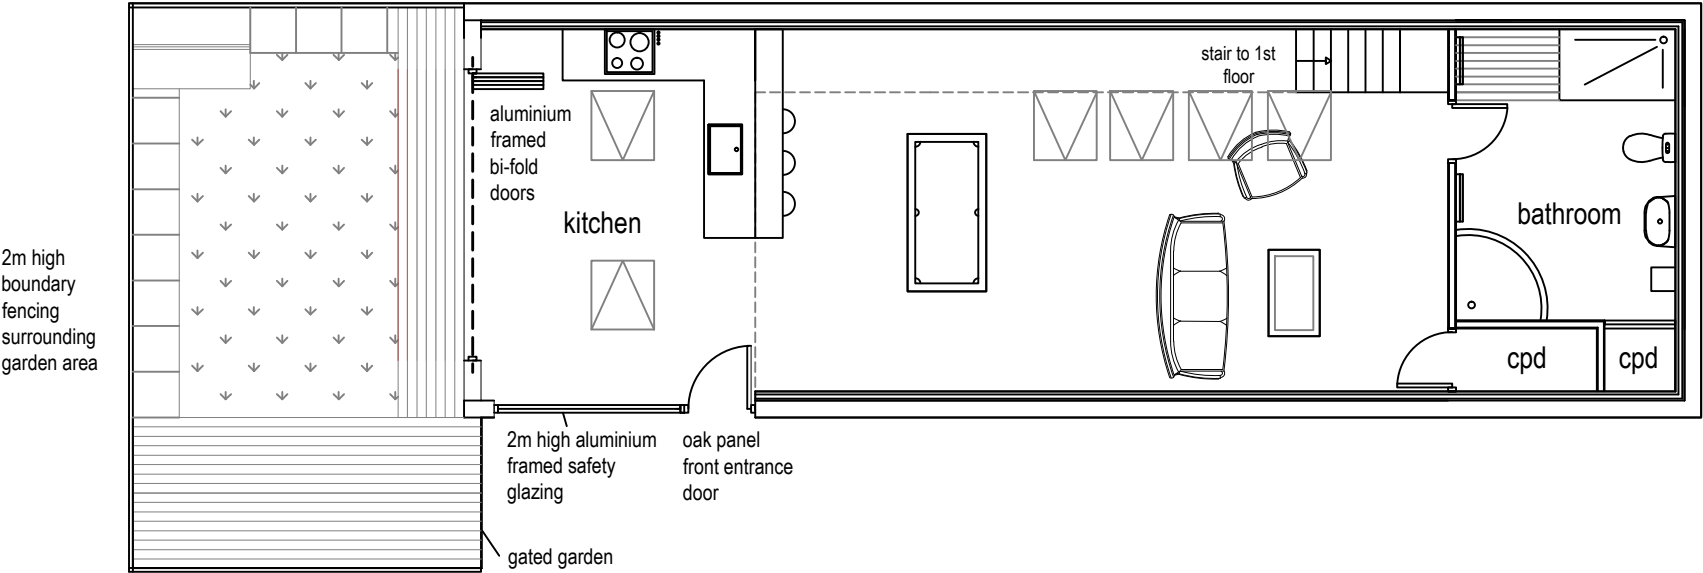 stair to 1st
floor
aluminium
framed
bi-fold
doors
kitchen
bathroom
2m high
boundary
fencing
surrounding
garden area
cpd
cpd
2m high aluminium
framed safety
glazing
oak panel
front entrance
door
gated garden